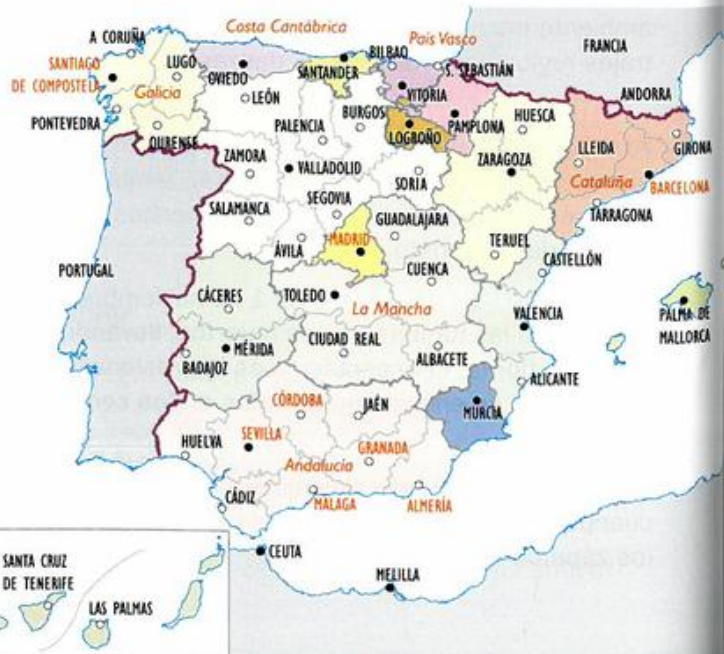 Costa Cantábrica
A CORUÑA
BILBAO
País Vasco
FRANCIA
LUGO
OVIEDO
SANTANDER
S. SEBASTIÁN
SANTIAGO
DE COMPOSTELA
Galicia
VITORIA
ANDORRA
LEÓN
BURGOS
PONTEVEDRA
PALENCIA
LOGROÑO
PAMPLONA
HUESCA
OURENSE
LLEIDA
GIRONA
ZAMORA
VALLADOLID
ZARAGOZA
Cataluña
BARCELONA
SORIA
SEGOVIA
SALAMANCA
GUADALAJARA
TARRAGONA
MADRID
ÁVILA
TERUEL
CASTELLÓN
PORTUGAL
CUENCA
CÁCERES
TOLEDO
La Mancha
VALENCIA
PALMA DE
MALLORCA
MÉRIDA
CIUDAD REAL
ALBACETE
BADAJOZ
ALICANTE
CÓRDOBA
JAÉN
MURCIA
HUELVA
SEVILLA
GRANADA
Andalucía
CÁDIZ
MÁLAGA
ALMERÍA
CEUTA
SANTA CRUZ
DE TENERIFE
MELILLA
LAS PALMAS